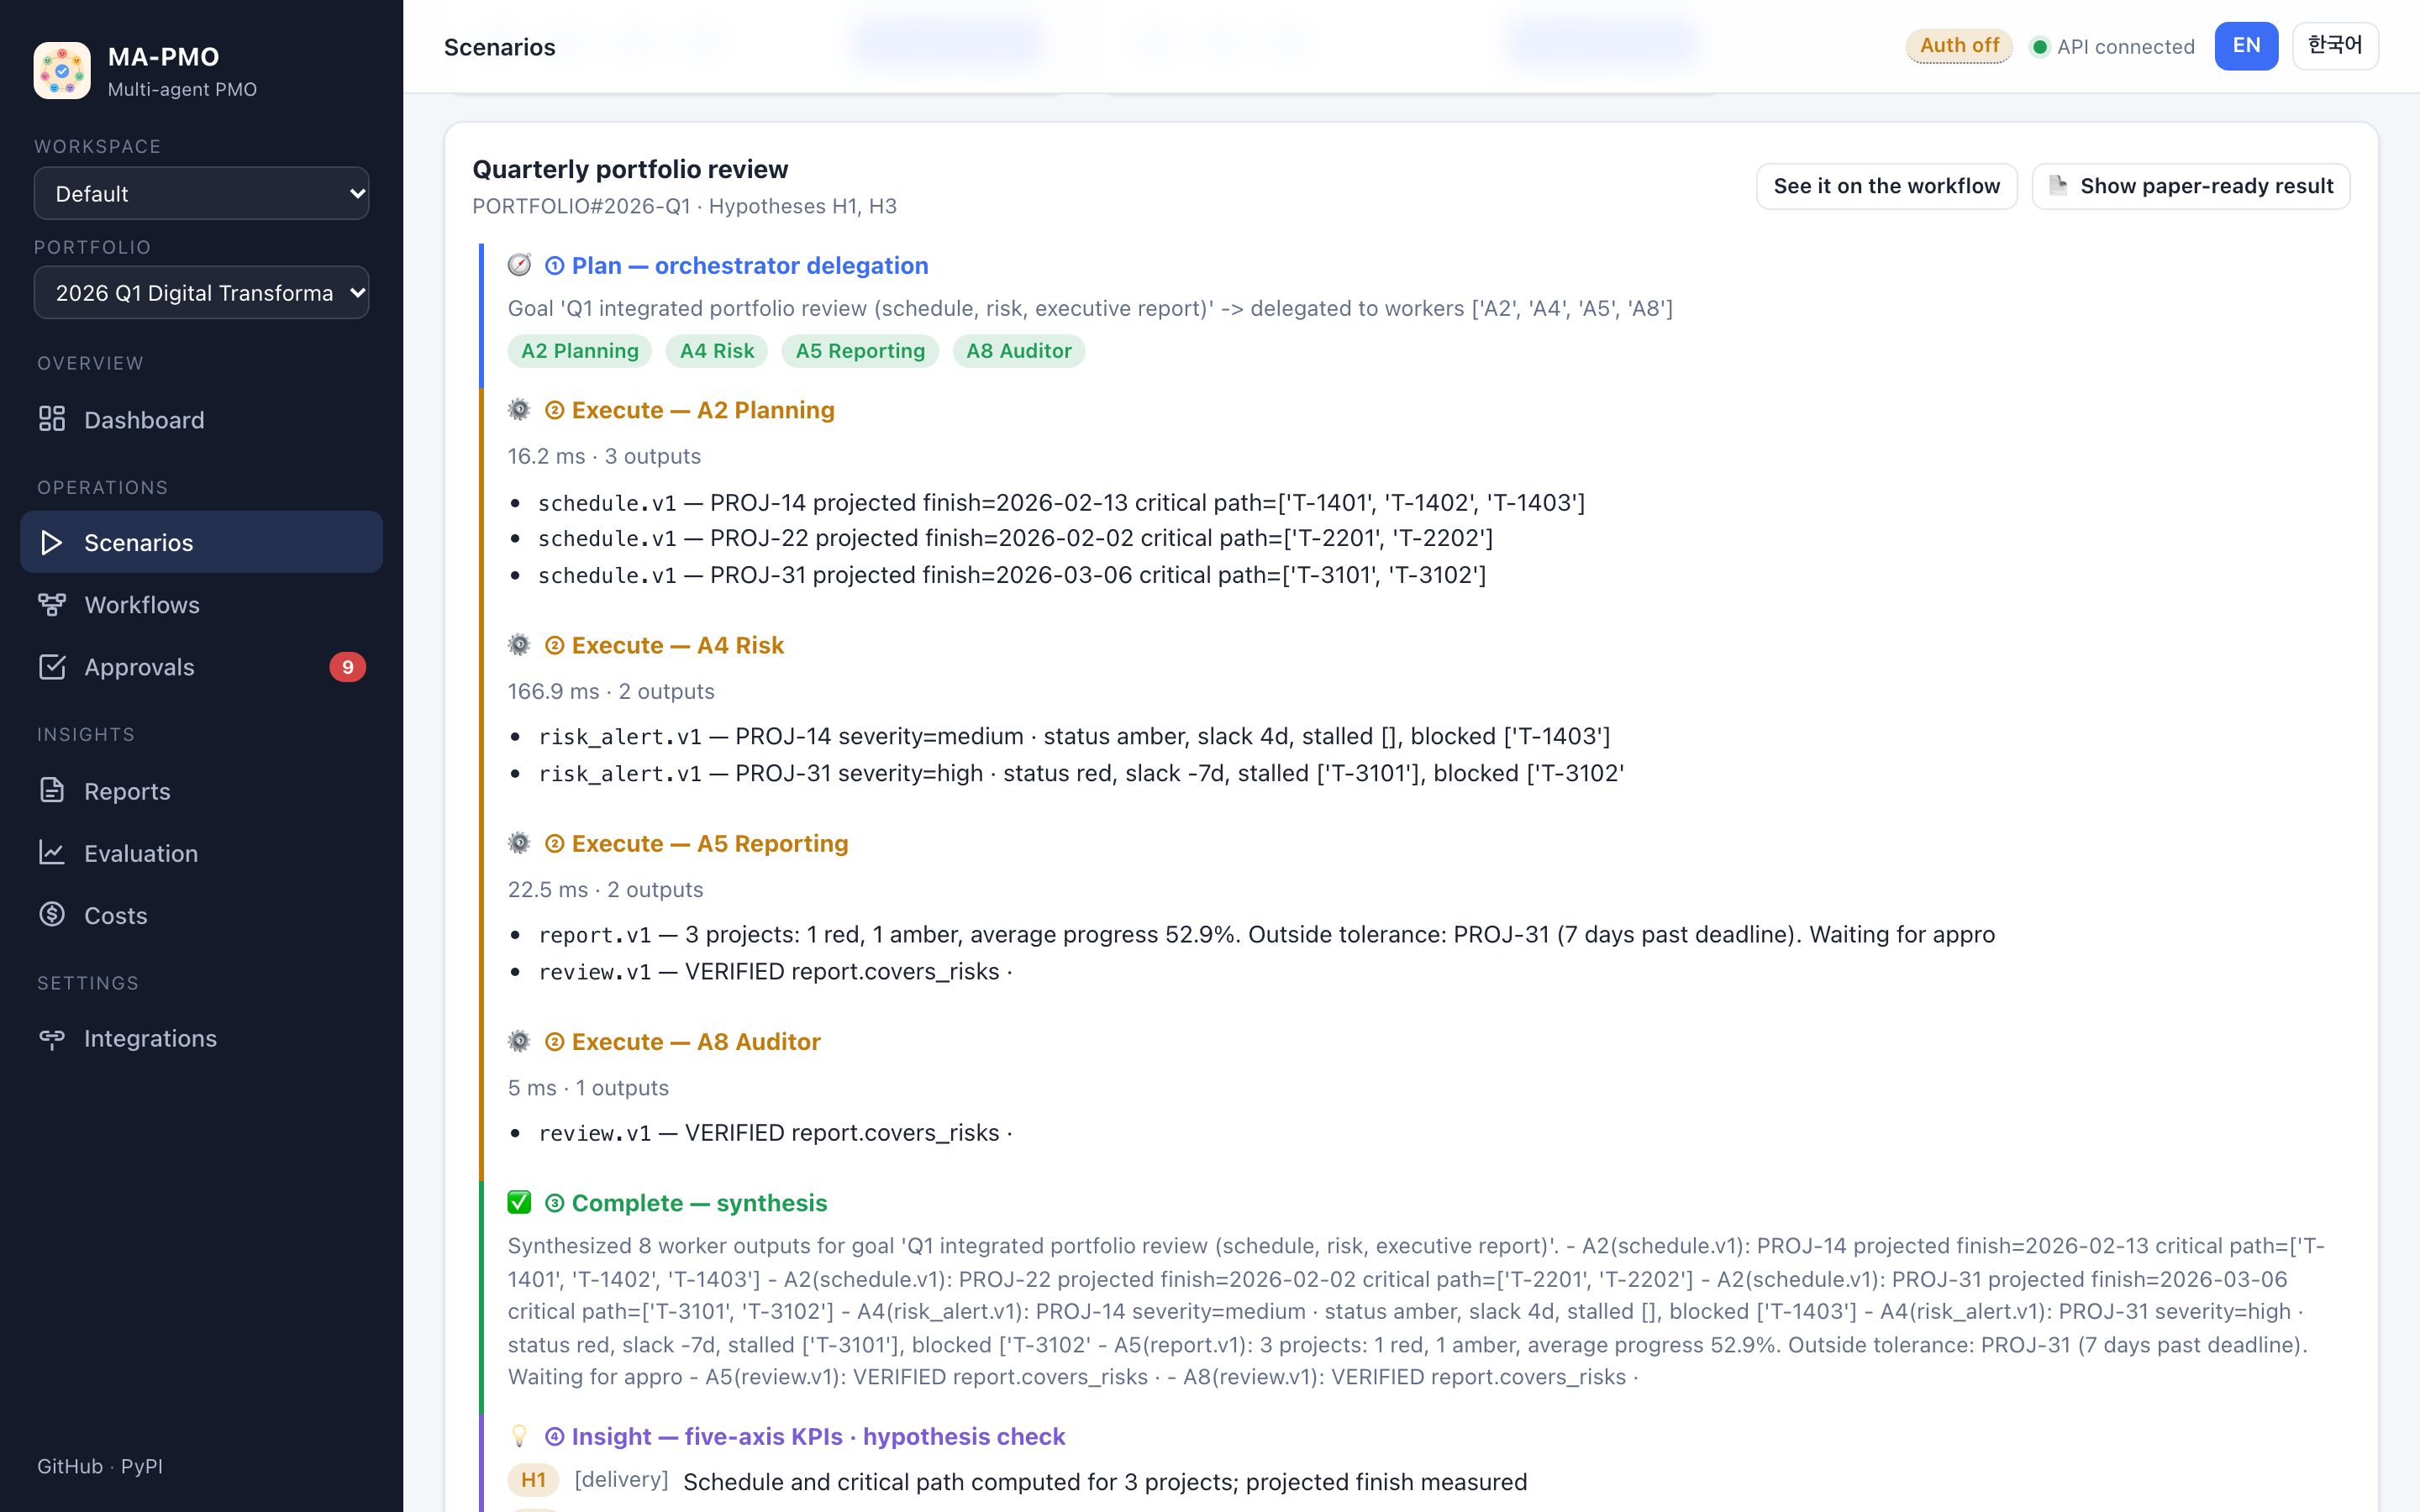 MA-PMO
Multi-agent PMO
WORKSPACE
Default
PORTFOLIO
2026 Q1 Digital Transforma
OVERVIEW
Dashboard
OPERATIONS
Scenarios
Workflows
Approvals 9
INSIGHTS
Reports
Evaluation
Costs
SETTINGS
Integrations
GitHub · PyPI
Scenarios
Auth off
API connected
EN
한국어
Quarterly portfolio review
PORTFOLIO#2026-Q1 · Hypotheses H1, H3
See it on the workflow
Show paper-ready result
① Plan — orchestrator delegation
Goal 'Q1 integrated portfolio review (schedule, risk, executive report)' -> delegated to workers ['A2', 'A4', 'A5', 'A8']
A2 Planning A4 Risk A5 Reporting A8 Auditor
② Execute — A2 Planning
16.2 ms · 3 outputs
• schedule.v1 — PROJ-14 projected finish=2026-02-13 critical path=['T-1401', 'T-1402', 'T-1403']
• schedule.v1 — PROJ-22 projected finish=2026-02-02 critical path=['T-2201', 'T-2202']
• schedule.v1 — PROJ-31 projected finish=2026-03-06 critical path=['T-3101', 'T-3102']
② Execute — A4 Risk
166.9 ms · 2 outputs
• risk_alert.v1 — PROJ-14 severity=medium · status amber, slack 4d, stalled [], blocked ['T-1403']
• risk_alert.v1 — PROJ-31 severity=high · status red, slack -7d, stalled ['T-3101'], blocked ['T-3102'
② Execute — A5 Reporting
22.5 ms · 2 outputs
• report.v1 — 3 projects: 1 red, 1 amber, average progress 52.9%. Outside tolerance: PROJ-31 (7 days past deadline). Waiting for appro
• review.v1 — VERIFIED report.covers_risks ·
② Execute — A8 Auditor
5 ms · 1 outputs
• review.v1 — VERIFIED report.covers_risks ·
③ Complete — synthesis
Synthesized 8 worker outputs for goal 'Q1 integrated portfolio review (schedule, risk, executive report)'. - A2(schedule.v1): PROJ-14 projected finish=2026-02-13 critical path=['T-
1401', 'T-1402', 'T-1403'] - A2(schedule.v1): PROJ-22 projected finish=2026-02-02 critical path=['T-2201', 'T-2202'] - A2(schedule.v1): PROJ-31 projected finish=2026-03-06
critical path=['T-3101', 'T-3102'] - A4(risk_alert.v1): PROJ-14 severity=medium · status amber, slack 4d, stalled [], blocked ['T-1403'] - A4(risk_alert.v1): PROJ-31 severity=high ·
status red, slack -7d, stalled ['T-3101'], blocked ['T-3102' - A5(report.v1): 3 projects: 1 red, 1 amber, average progress 52.9%. Outside tolerance: PROJ-31 (7 days past deadline).
Waiting for appro - A5(review.v1): VERIFIED report.covers_risks · - A8(review.v1): VERIFIED report.covers_risks ·
④ Insight — five-axis KPIs · hypothesis check
H1 [delivery] Schedule and critical path computed for 3 projects; projected finish measured